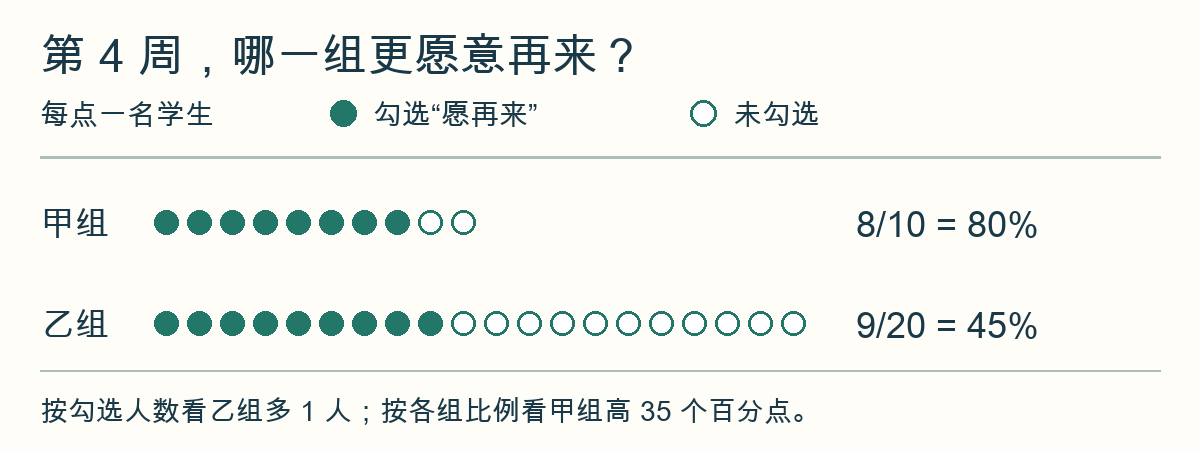 第 4 周，哪一组更愿意再来？
每点一名学生 勾选“愿再来” 未勾选
甲组 8/10 = 80%
乙组 9/20 = 45%
按勾选人数看乙组多 1 人；按各组比例看甲组高 35 个百分点。